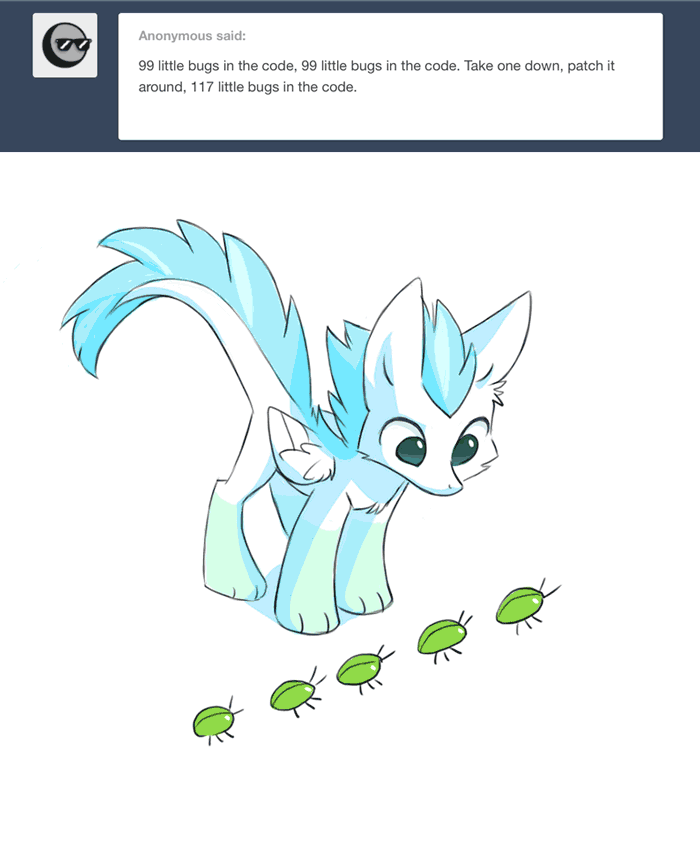 Anonymous said:
99 little bugs in the code, 99 little bugs in the code. Take one down, patch it
around, 117 little bugs in the code.